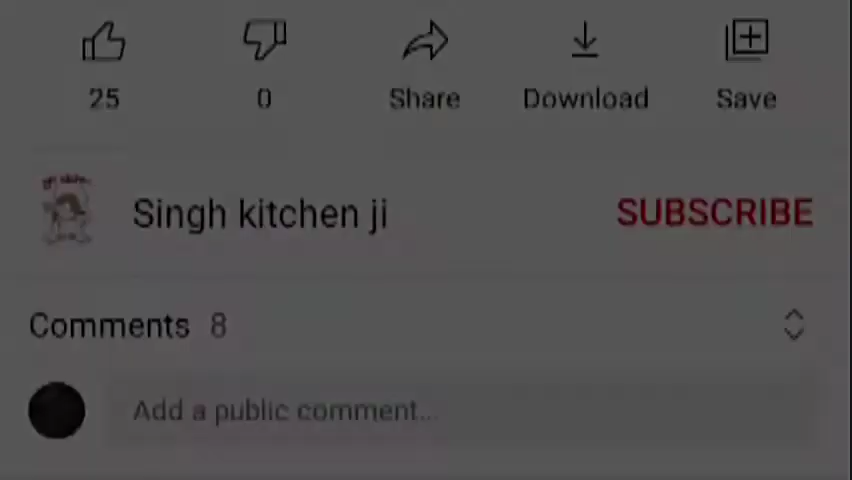 25 0 Share Download Save
Singh kitchen ji SUBSCRIBE
Comments 8
Add a public comment...